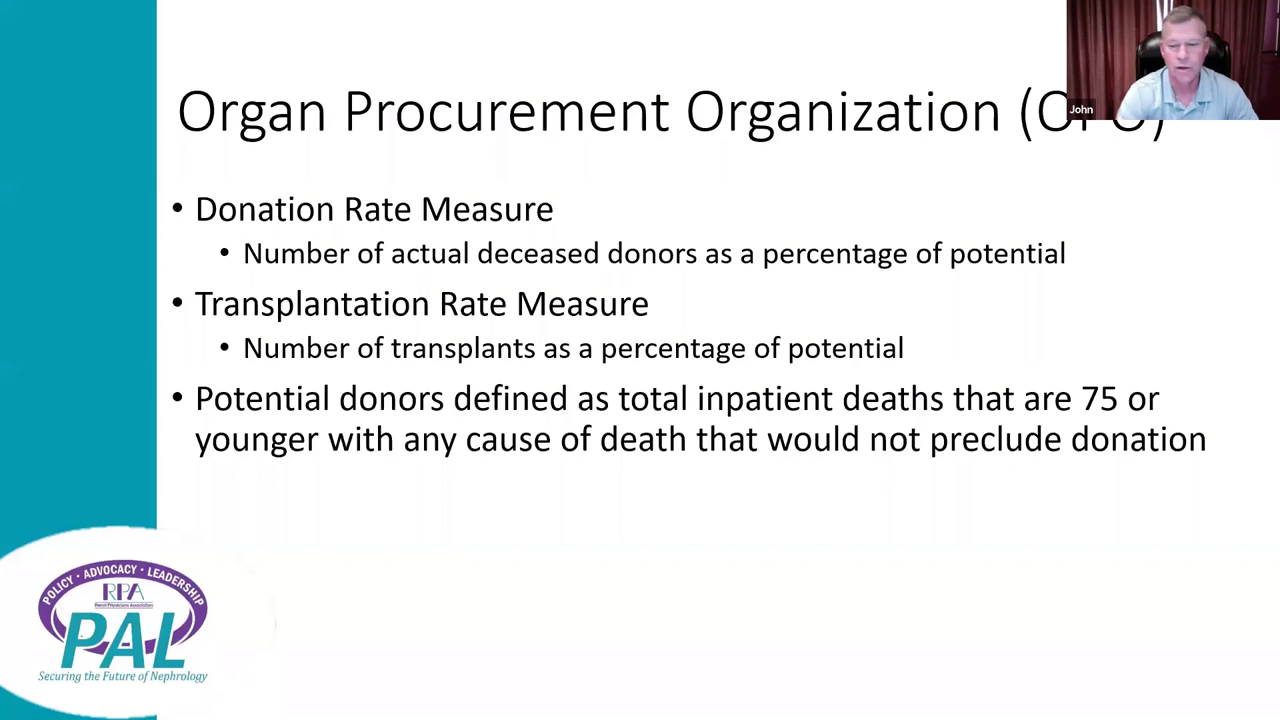 Organ Procurement Organization
John
• Donation Rate Measure
• Number of actual deceased donors as a percentage of potential
• Transplantation Rate Measure
• Number of transplants as a percentage of potential
• Potential donors defined as total inpatient deaths that are 75 or
younger with any cause of death that would not preclude donation
POLICY • ADVOCACY • LEADERSHIP
RPA
Renal Physicians Association
PAL
Securing the Future of Nephrology